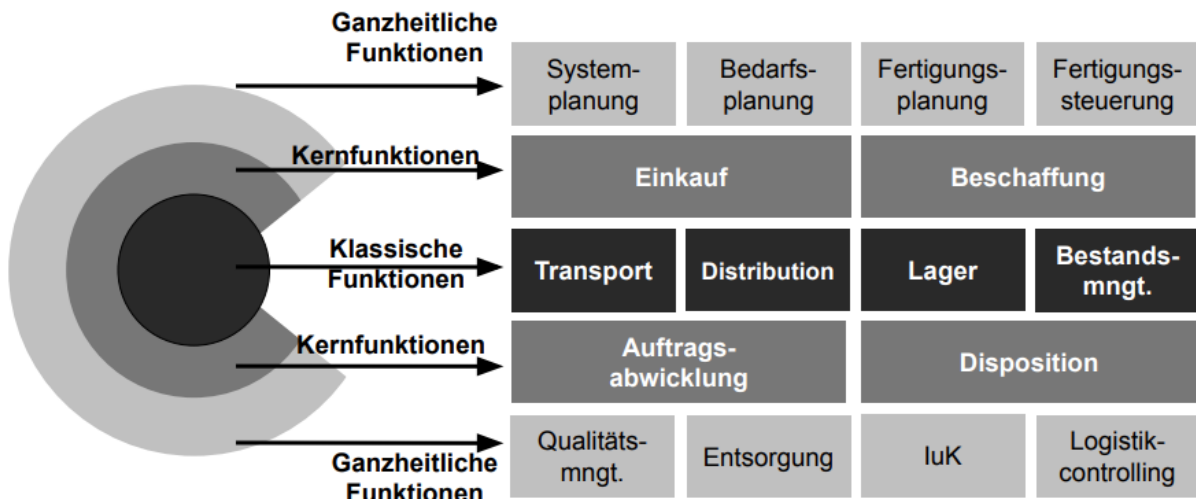 Ganzheitliche
Funktionen
System-
planung
Bedarfs-
planung
Fertigungs-
planung
Fertigungs-
steuerung
Kernfunktionen
Einkauf
Beschaffung
Klassische
Funktionen
Transport
Distribution
Lager
Bestands-
mngt.
Kernfunktionen
Auftrags-
abwicklung
Disposition
Ganzheitliche
Funktionen
Qualitäts-
mngt.
Entsorgung
IuK
Logistik-
controlling